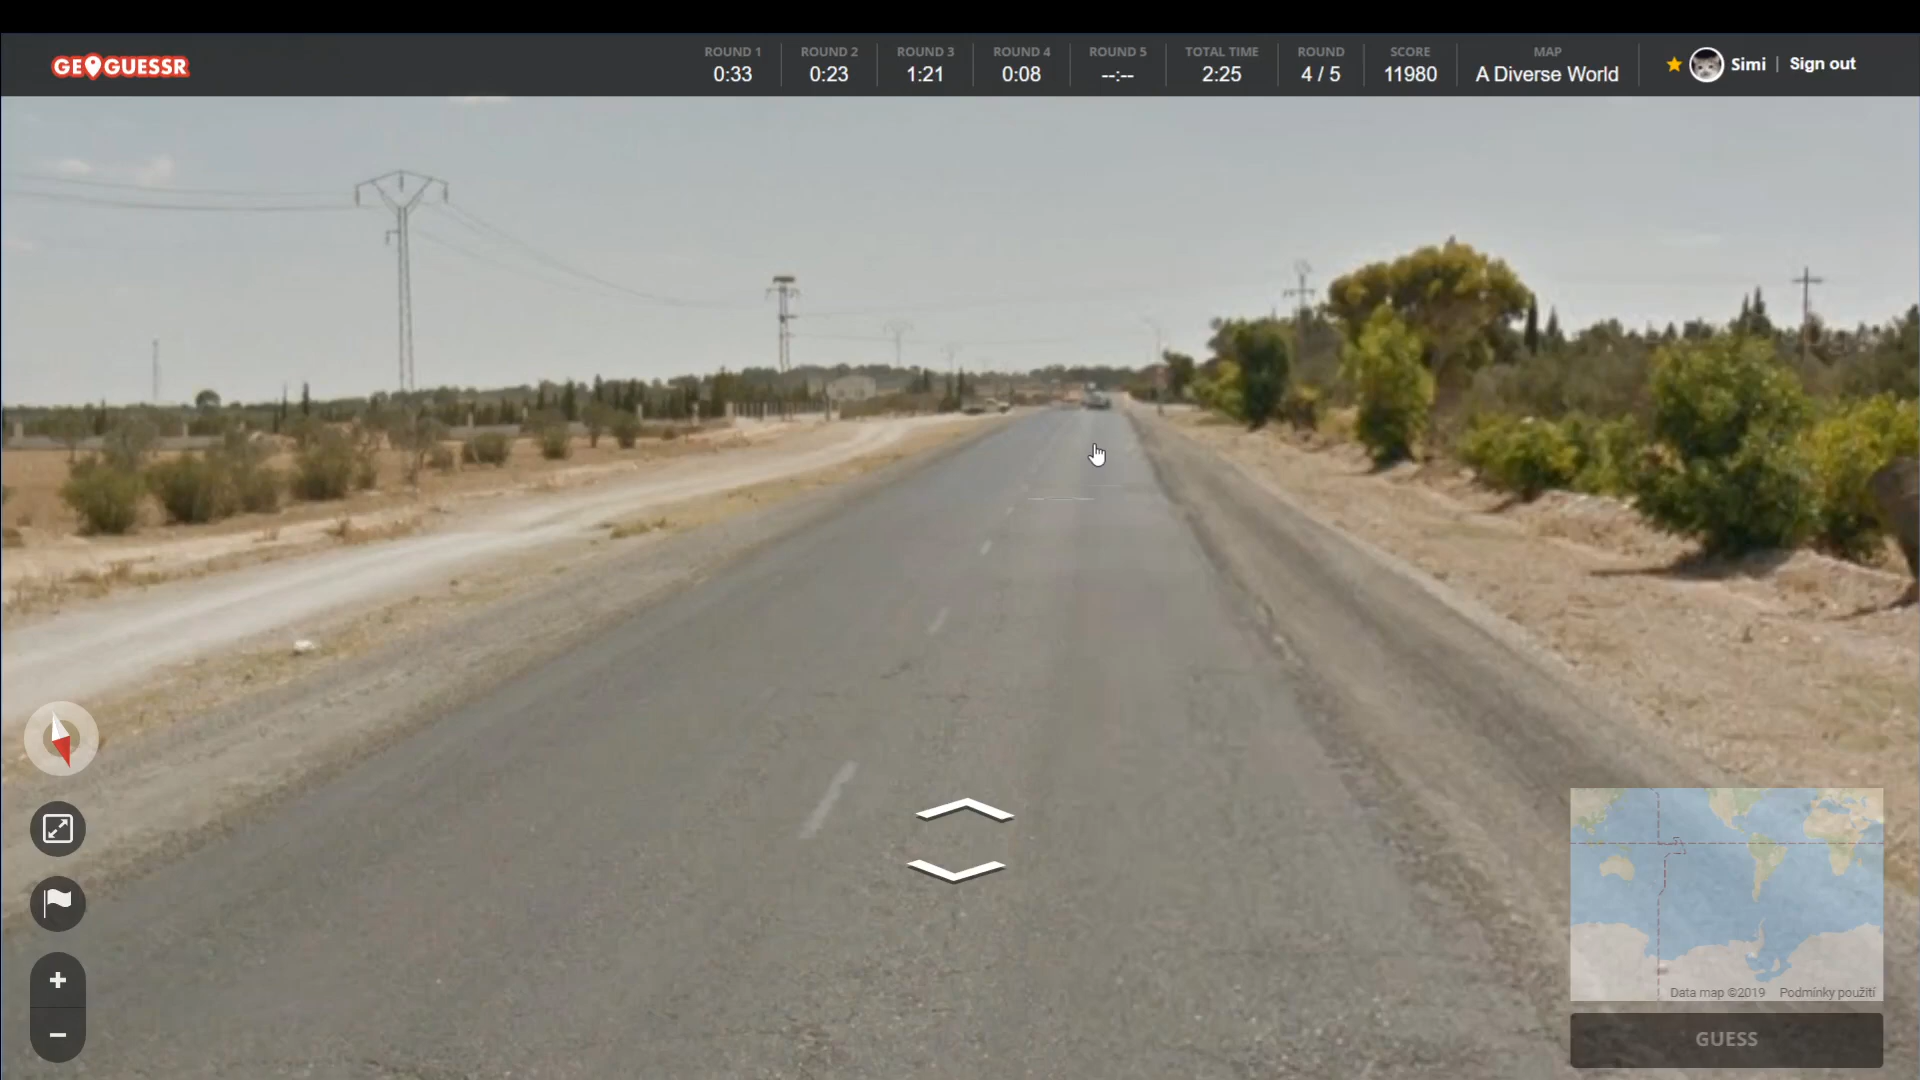 GEOGUESSR
ROUND 1
0:33
ROUND 2
0:23
ROUND 3
1:21
ROUND 4
0:08
ROUND 5
--:--
TOTAL TIME
2:25
ROUND
4 / 5
SCORE
11980
MAP
A Diverse World
Simi | Sign out
+
−
Data map ©2019 Podmínky použití
GUESS